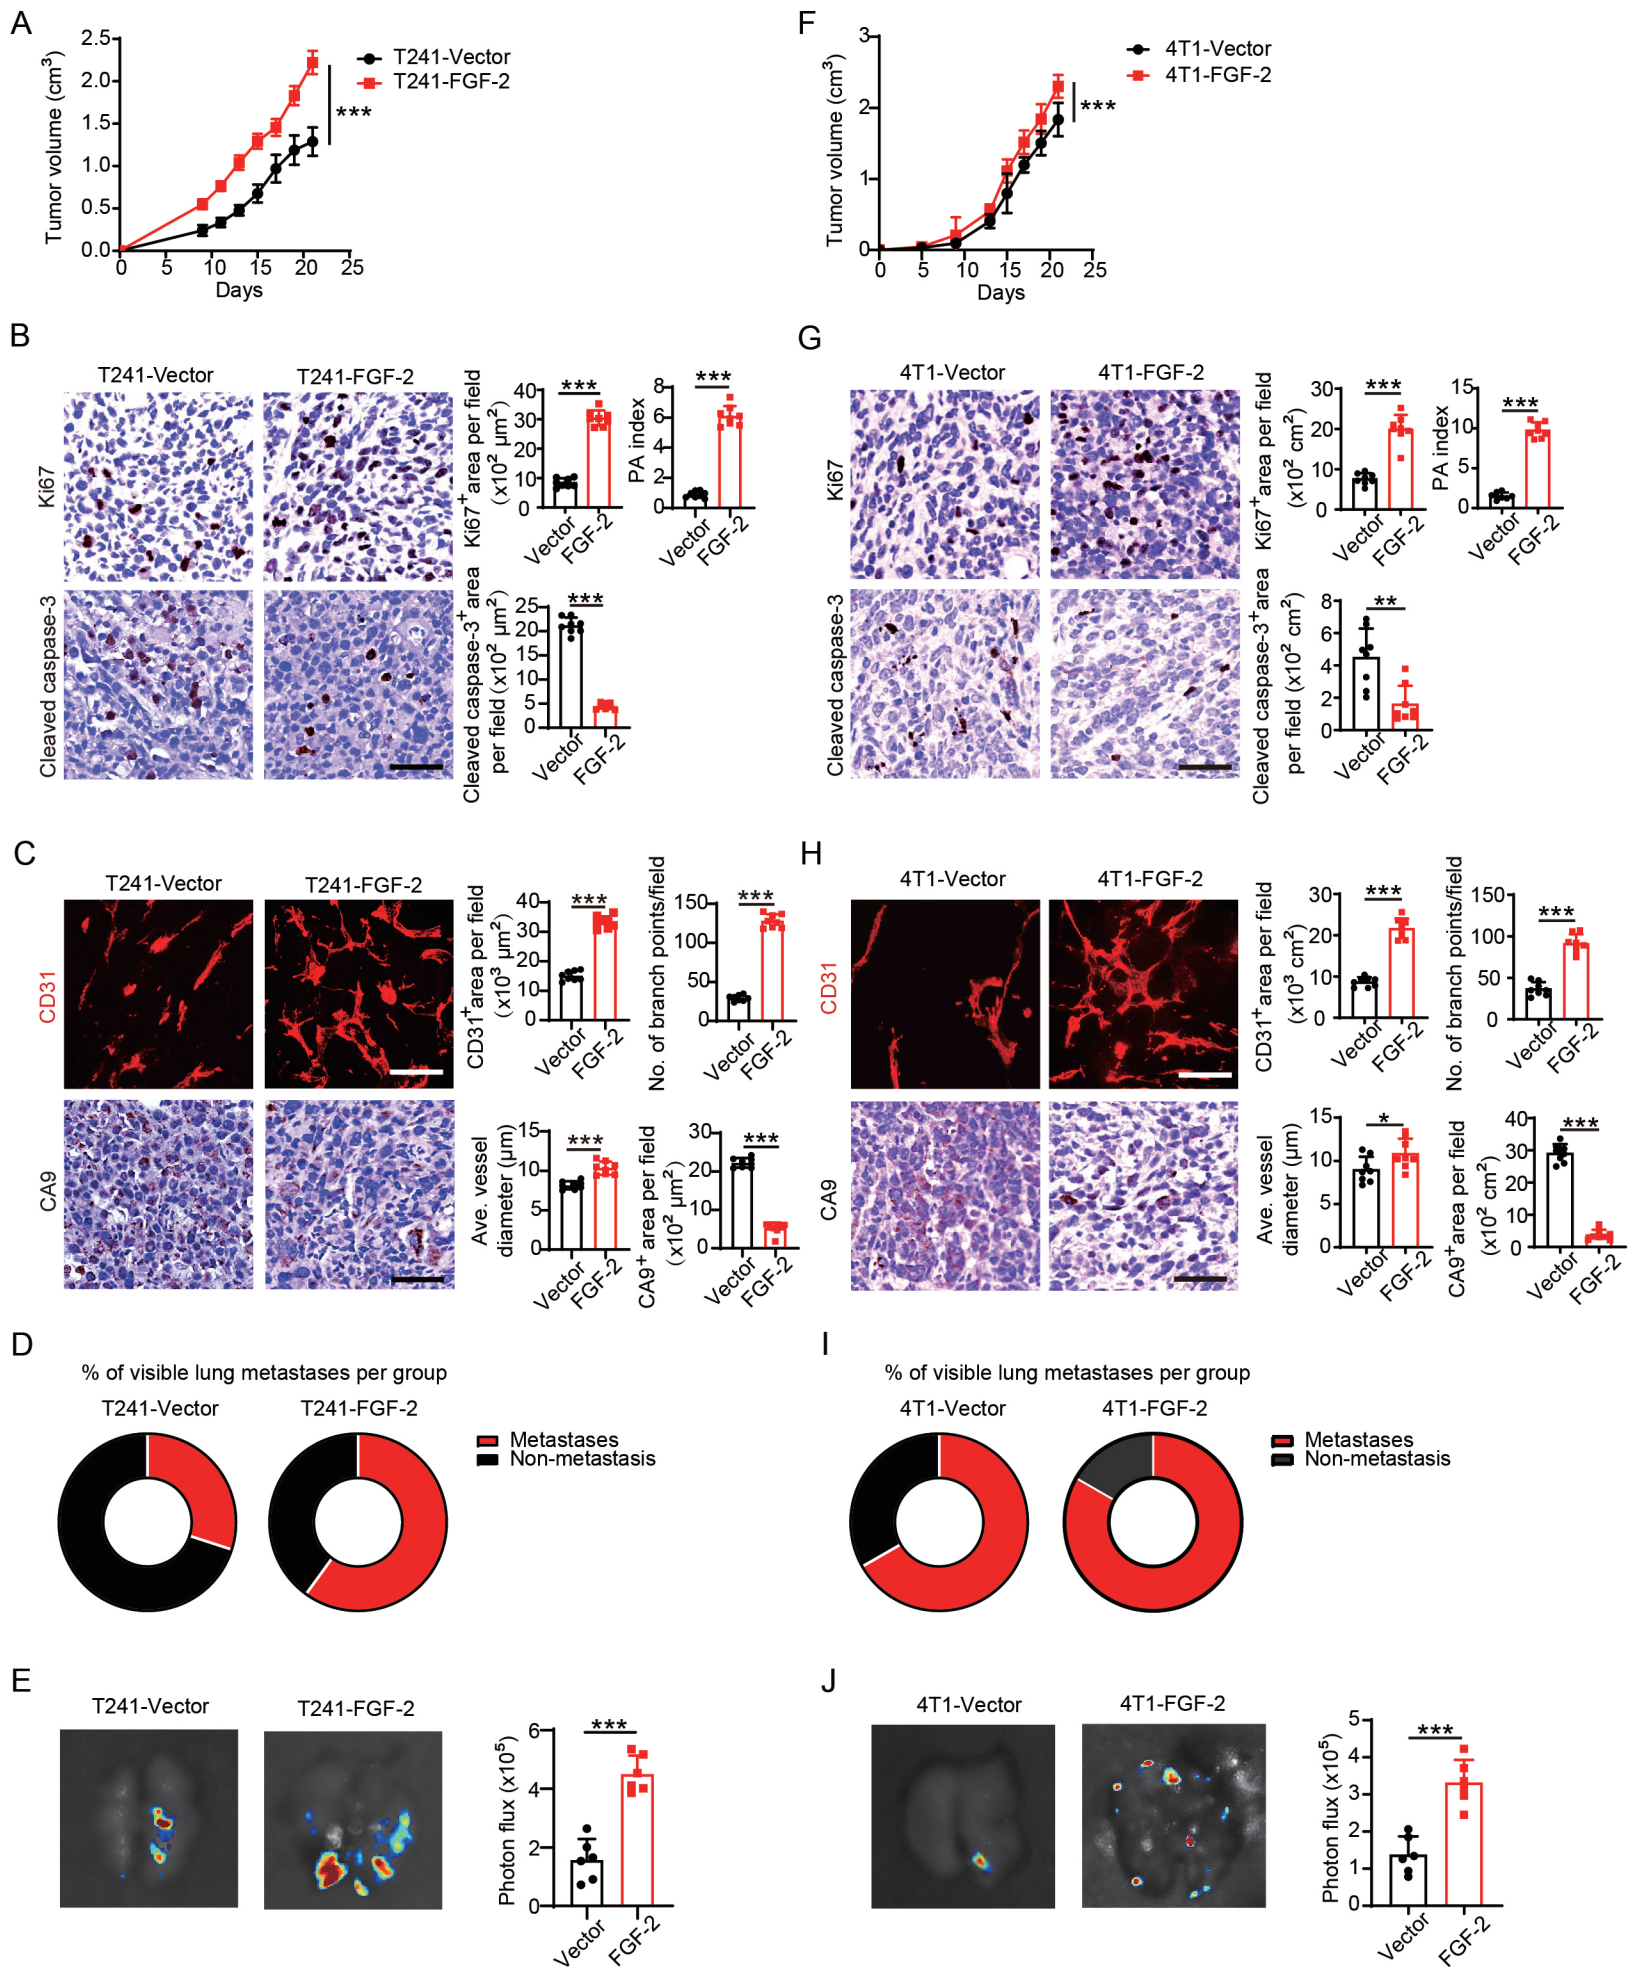 A
2.5
2.0
1.5
1.0
0.5
0.0
Tumor volume (cm³)
0 5 10 15 20 25
Days
T241-Vector
T241-FGF-2
***
F
3
2
1
0
Tumor volume (cm³)
0 5 10 15 20 25
Days
4T1-Vector
4T1-FGF-2
***
B
T241-Vector
T241-FGF-2
Ki67
Cleaved caspase-3
Ki67⁺ area per field
(x10² µm²)
40
30
20
10
0
***
Vector
FGF-2
PA index
8
6
4
2
0
***
Vector
FGF-2
Cleaved caspase-3⁺ area
per field (x10² µm²)
25
20
15
10
5
0
***
Vector
FGF-2
G
4T1-Vector
4T1-FGF-2
Ki67
Cleaved caspase-3
Ki67⁺ area per field
(x10² cm²)
30
20
10
0
***
Vector
FGF-2
PA index
15
10
5
0
***
Vector
FGF-2
Cleaved caspase-3⁺ area
per field (x10² cm²)
8
6
4
2
0
**
Vector
FGF-2
C
T241-Vector
T241-FGF-2
CD31
CA9
CD31⁺ area per field
(x10³ µm²)
40
30
20
10
0
***
Vector
FGF-2
No. of branch points/field
150
100
50
0
***
Vector
FGF-2
Ave. vessel
diameter (µm)
15
10
5
0
***
Vector
FGF-2
CA9⁺ area per field
(x10² µm²)
30
20
10
0
***
Vector
FGF-2
H
4T1-Vector
4T1-FGF-2
CD31
CA9
CD31⁺ area per field
(x10³ cm²)
30
20
10
0
***
Vector
FGF-2
No. of branch points/field
150
100
50
0
***
Vector
FGF-2
Ave. vessel
diameter (µm)
15
10
5
0
*
Vector
FGF-2
CA9⁺ area per field
(x10² cm²)
40
30
20
10
0
***
Vector
FGF-2
D
% of visible lung metastases per group
T241-Vector
T241-FGF-2
Metastases
Non-metastasis
I
% of visible lung metastases per group
4T1-Vector
4T1-FGF-2
Metastases
Non-metastasis
E
T241-Vector
T241-FGF-2
Photon flux (x10⁵)
6
4
2
0
***
Vector
FGF-2
J
4T1-Vector
4T1-FGF-2
Photon flux (x10⁵)
5
4
3
2
1
0
***
Vector
FGF-2